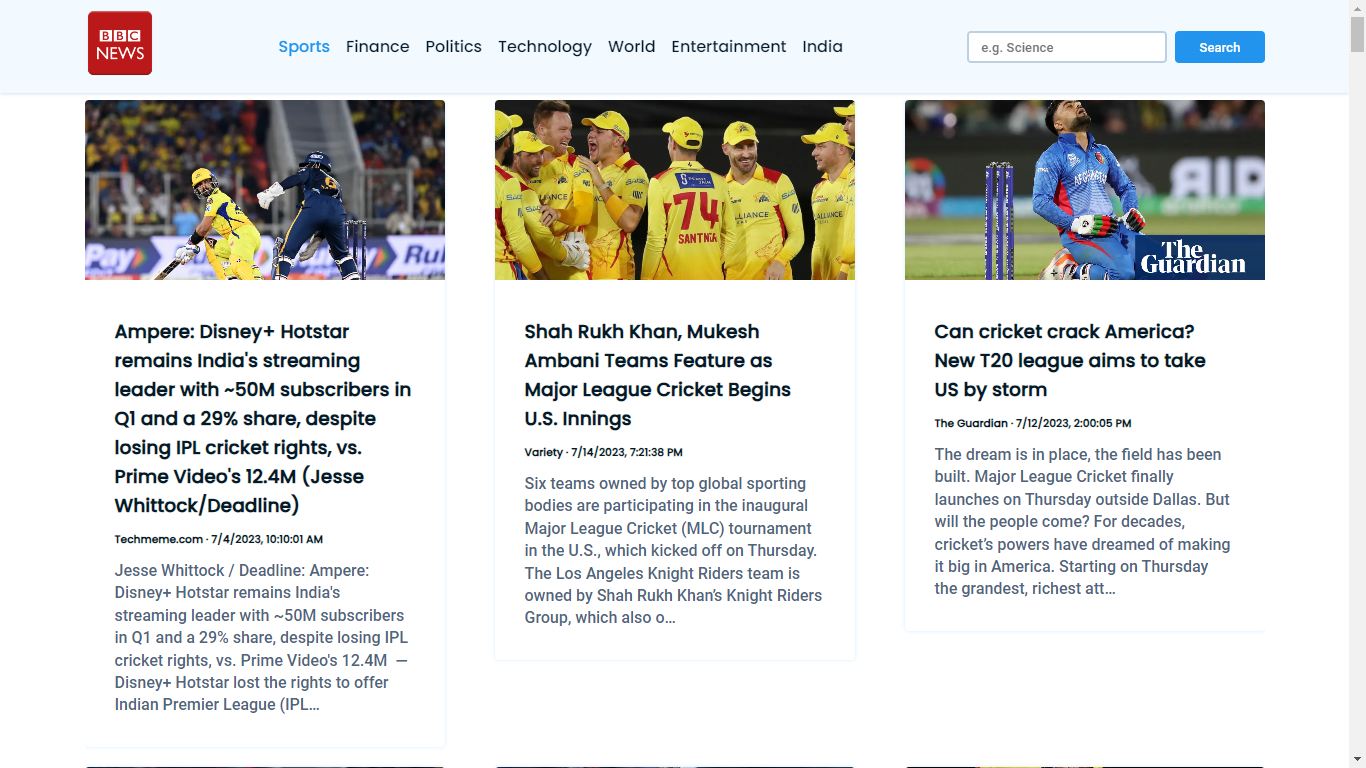 BBC
NEWS
Sports Finance Politics Technology World Entertainment India
e.g. Science
Search
Pay
Ru
Ampere: Disney+ Hotstar
remains India's streaming
leader with ~50M subscribers in
Q1 and a 29% share, despite
losing IPL cricket rights, vs.
Prime Video's 12.4M (Jesse
Whittock/Deadline)
Techmeme.com · 7/4/2023, 10:10:01 AM
Jesse Whittock / Deadline: Ampere:
Disney+ Hotstar remains India's
streaming leader with ~50M subscribers
in Q1 and a 29% share, despite losing IPL
cricket rights, vs. Prime Video's 12.4M —
Disney+ Hotstar lost the rights to offer
Indian Premier League (IPL…
74
SANTNER
ALLIANCE
ALLIANCE
Shah Rukh Khan, Mukesh
Ambani Teams Feature as
Major League Cricket Begins
U.S. Innings
Variety · 7/14/2023, 7:21:38 PM
Six teams owned by top global sporting
bodies are participating in the inaugural
Major League Cricket (MLC) tournament
in the U.S., which kicked off on Thursday.
The Los Angeles Knight Riders team is
owned by Shah Rukh Khan’s Knight Riders
Group, which also o…
The
Guardian
Can cricket crack America?
New T20 league aims to take
US by storm
The Guardian · 7/12/2023, 2:00:05 PM
The dream is in place, the field has been
built. Major League Cricket finally
launches on Thursday outside Dallas. But
will the people come? For decades,
cricket’s powers have dreamed of making
it big in America. Starting on Thursday
the grandest, richest att…